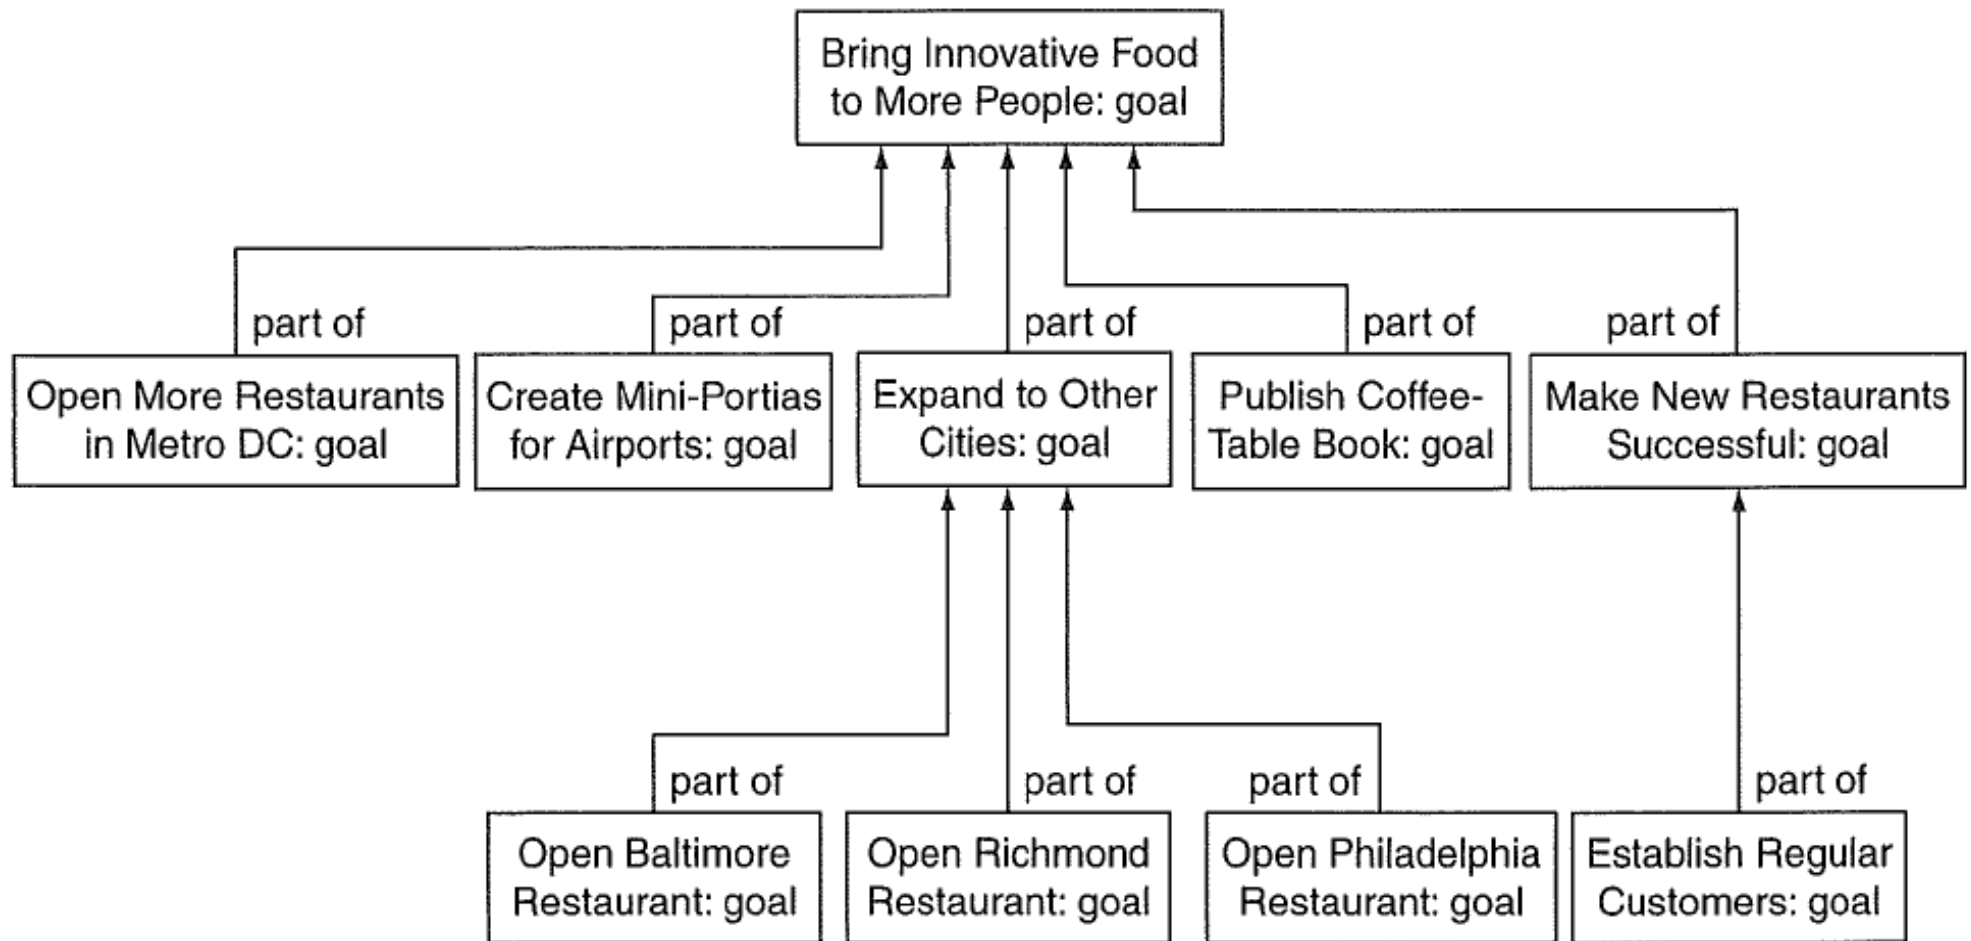 Bring Innovative Food
to More People: goal
part of
part of
part of
part of
part of
Open More Restaurants
in Metro DC: goal
Create Mini-Portias
for Airports: goal
Expand to Other
Cities: goal
Publish Coffee-
Table Book: goal
Make New Restaurants
Successful: goal
part of
part of
part of
part of
Open Baltimore
Restaurant: goal
Open Richmond
Restaurant: goal
Open Philadelphia
Restaurant: goal
Establish Regular
Customers: goal